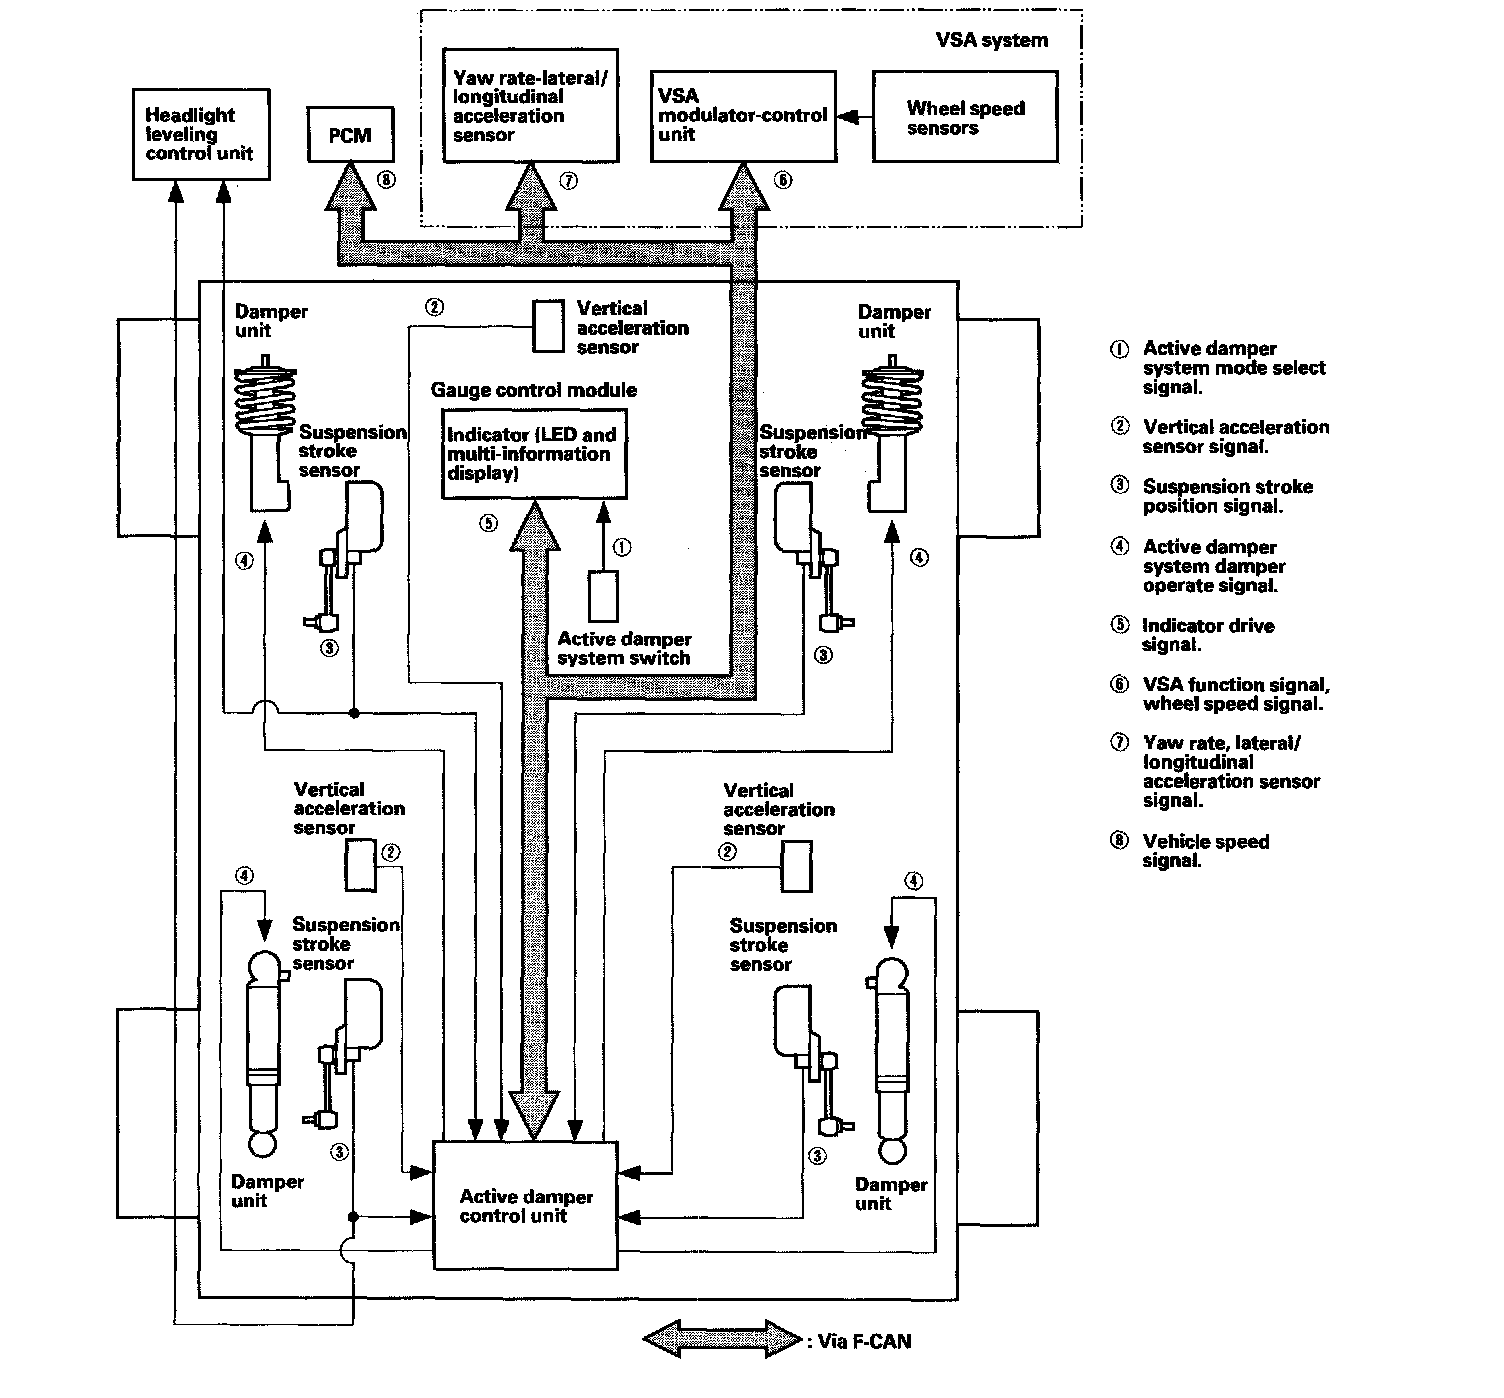 VSA system
Yaw rate-lateral/
longitudinal
acceleration
sensor
VSA
modulator-control
unit
Wheel speed
sensors
Headlight
leveling
control unit
PCM
⑧
⑦
⑥
Damper
unit
②
Vertical
acceleration
sensor
Damper
unit
Gauge control module
Indicator (LED and
multi-information
display)
Suspension
stroke
sensor
Suspension
stroke
sensor
⑤
①
④
④
③
③
Active damper
system switch
Vertical
acceleration
sensor
②
Vertical
acceleration
sensor
②
④
④
Suspension
stroke
sensor
Suspension
stroke
sensor
③
③
Damper
unit
Damper
unit
Active damper
control unit
: Via F-CAN
① Active damper
system mode select
signal.
② Vertical acceleration
sensor signal.
③ Suspension stroke
position signal.
④ Active damper
system damper
operate signal.
⑤ Indicator drive
signal.
⑥ VSA function signal,
wheel speed signal.
⑦ Yaw rate, lateral/
longitudinal
acceleration sensor
signal.
⑧ Vehicle speed
signal.